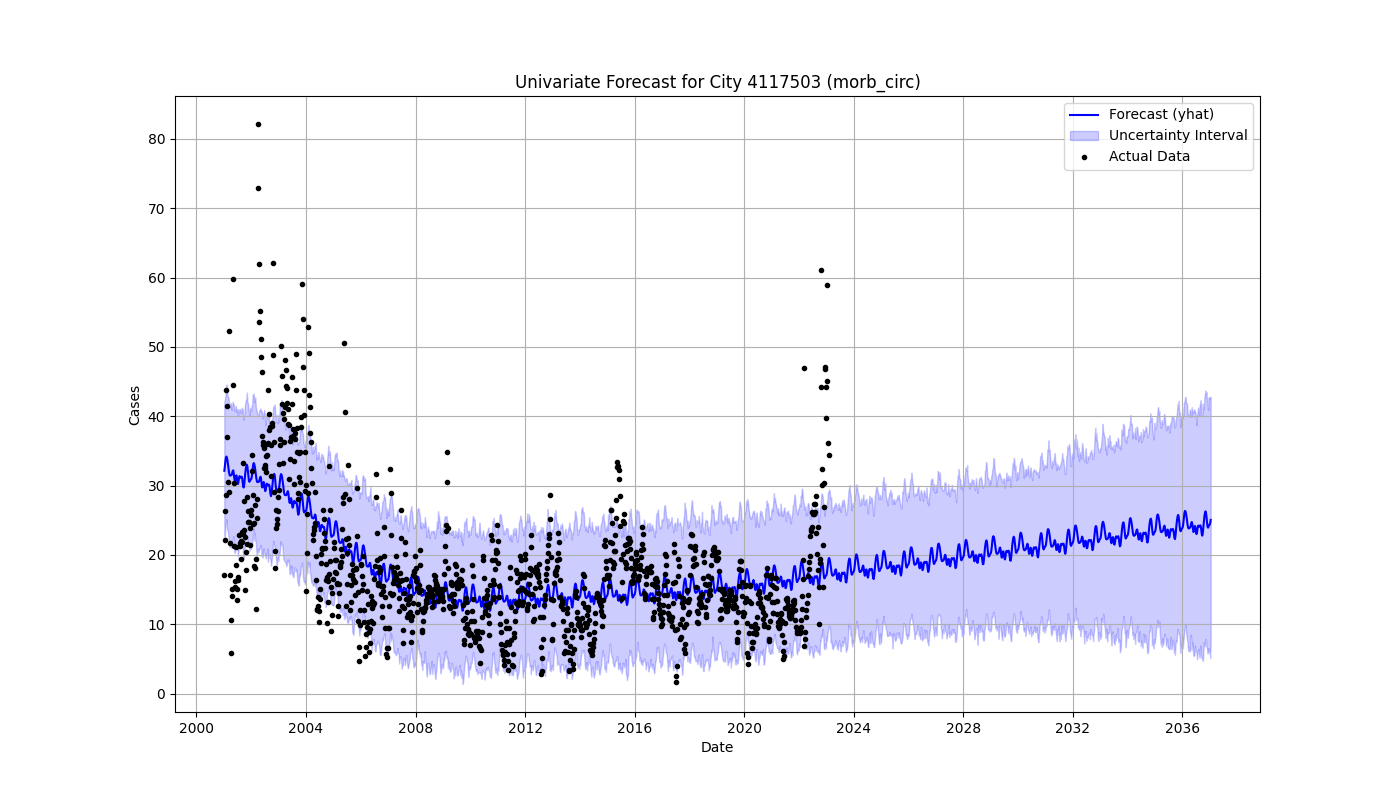 Univariate Forecast for City 4117503 (morb_circ)
Forecast (yhat)
Uncertainty Interval
Actual Data
80
70
60
50
40
30
20
10
0
Cases
2000 2004 2008 2012 2016 2020 2024 2028 2032 2036
Date